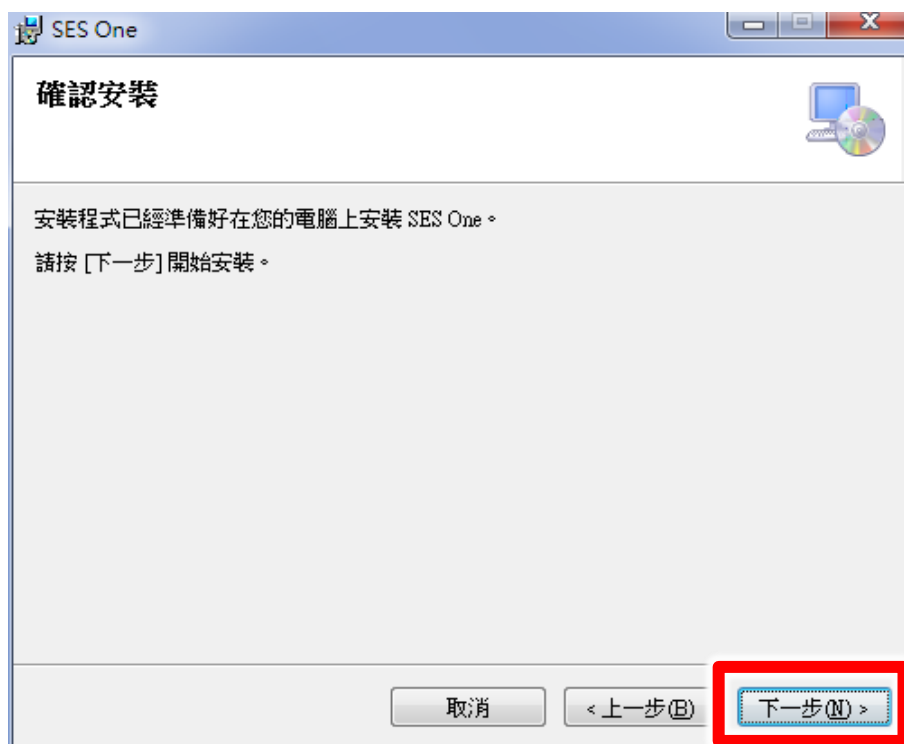 SES One
確認安裝
安裝程式已經準備好在您的電腦上安裝 SES One。
請按 [下一步] 開始安裝。
取消
<上一步(B)
下一步(N) >